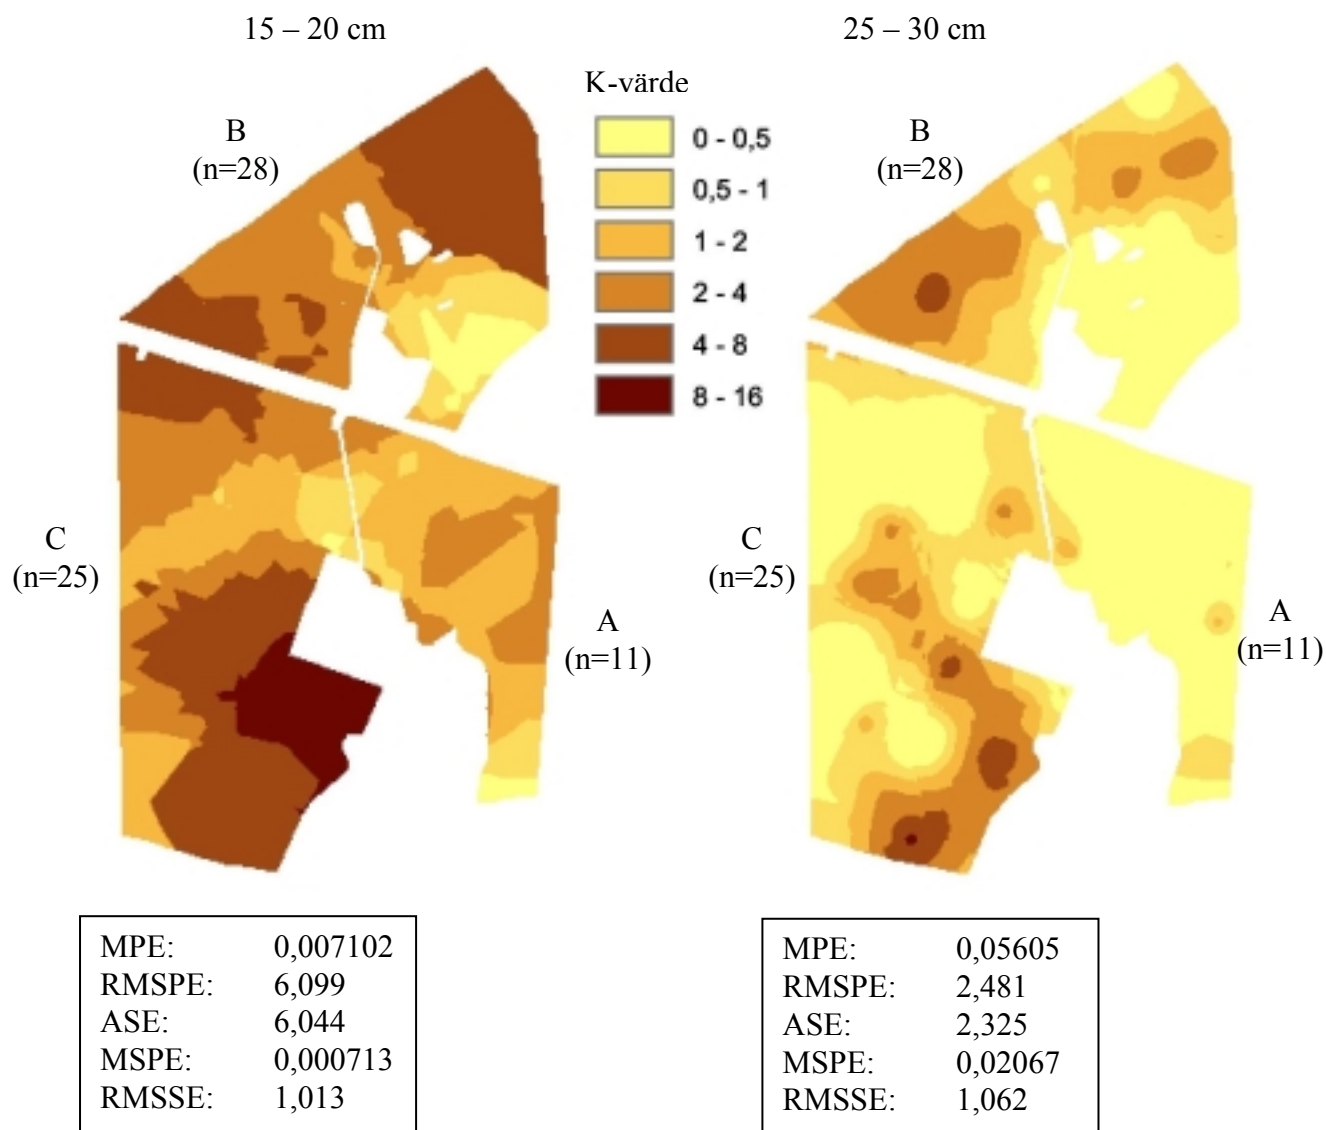 15 – 20 cm
25 – 30 cm
K-värde
0 - 0,5
0,5 - 1
1 - 2
2 - 4
4 - 8
8 - 16
B
(n=28)
C
(n=25)
A
(n=11)
B
(n=28)
C
(n=25)
A
(n=11)
MPE: 0,007102
RMSPE: 6,099
ASE: 6,044
MSPE: 0,000713
RMSSE: 1,013
MPE: 0,05605
RMSPE: 2,481
ASE: 2,325
MSPE: 0,02067
RMSSE: 1,062